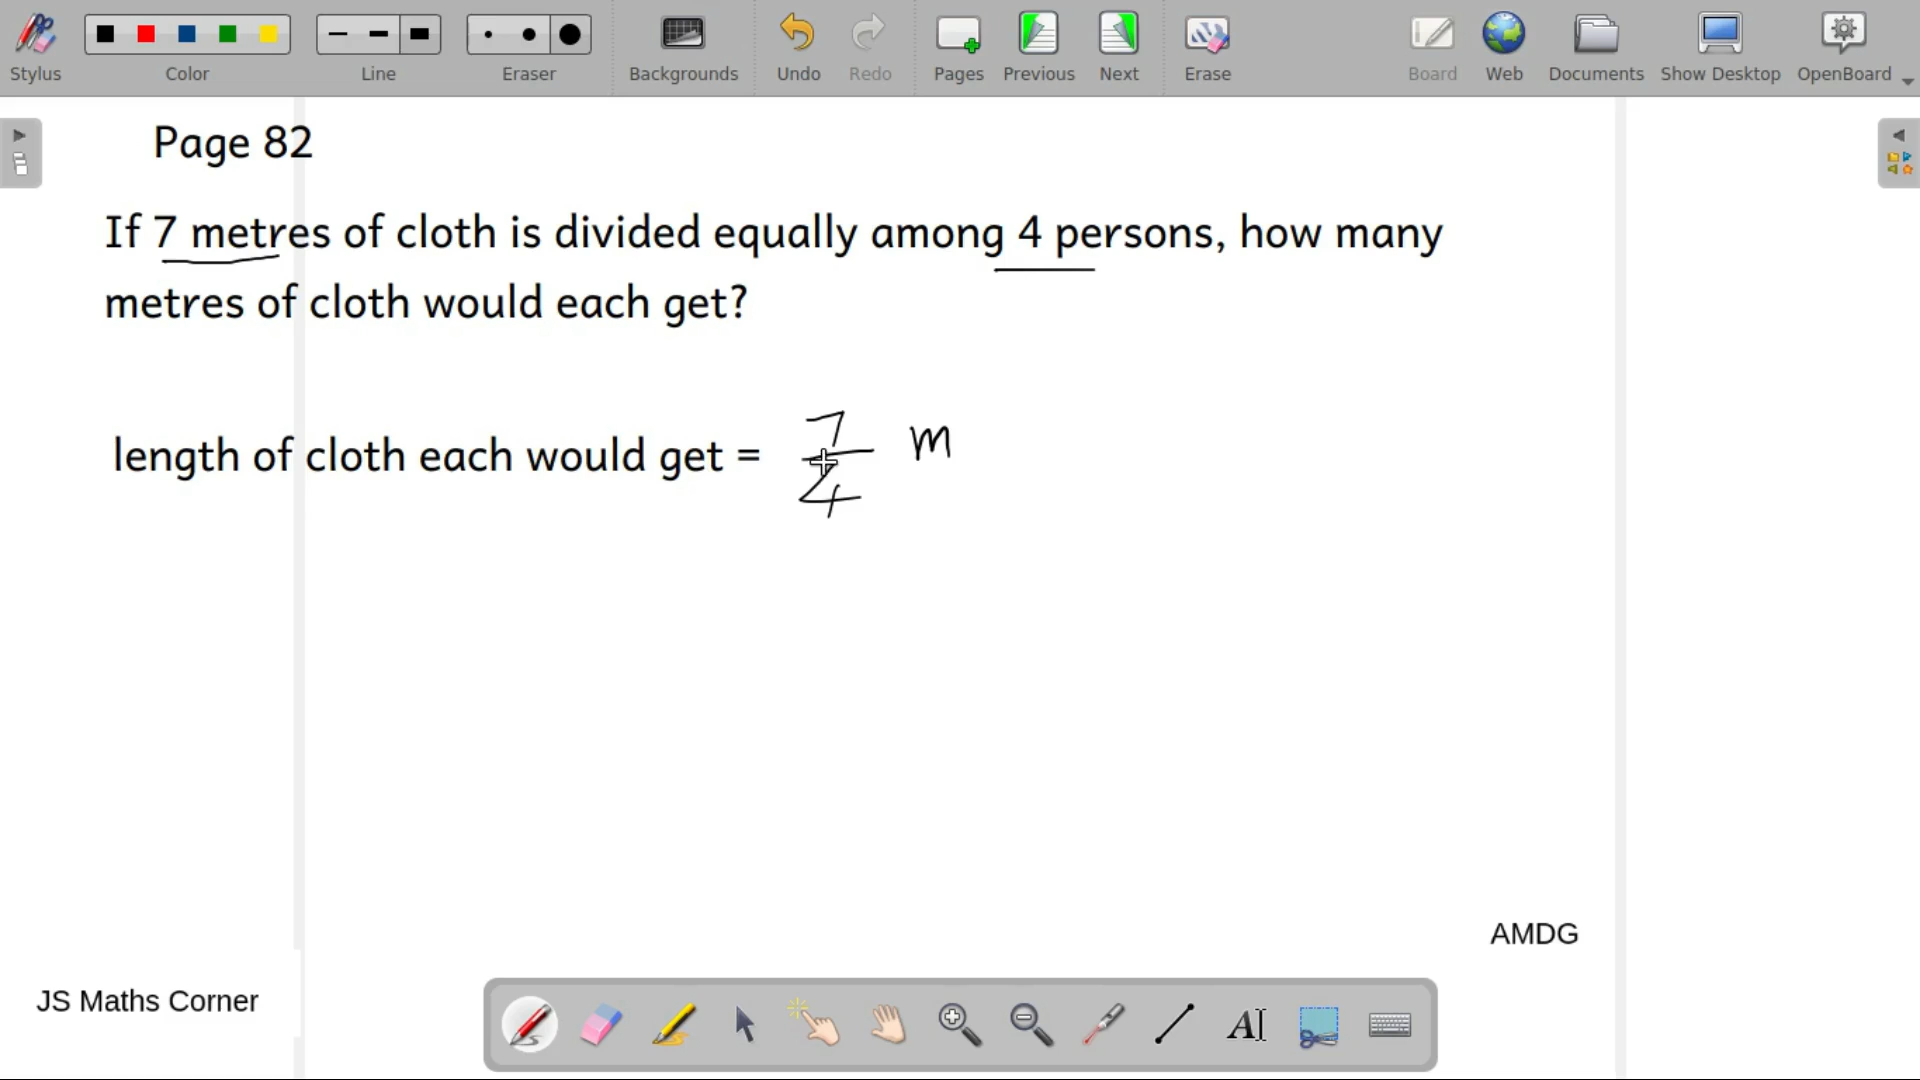 Stylus Color Line Eraser Backgrounds Undo Redo Pages Previous Next Erase Board Web Documents Show Desktop OpenBoard
Page 82
If 7 metres of cloth is divided equally among 4 persons, how many
metres of cloth would each get?
length of cloth each would get = 7/4 m
AMDG
JS Maths Corner